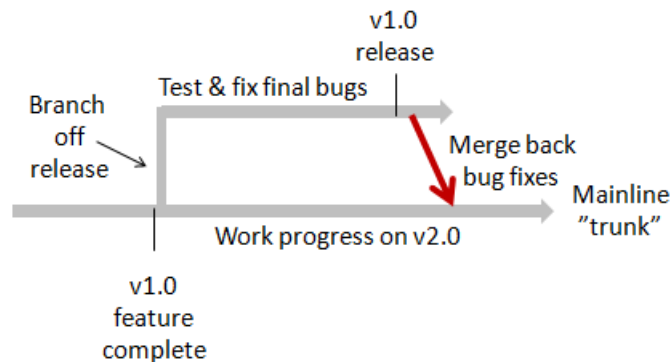 v1.0
release
Test & fix final bugs
Branch
off
release
Merge back
bug fixes
Mainline
”trunk”
Work progress on v2.0
v1.0
feature
complete